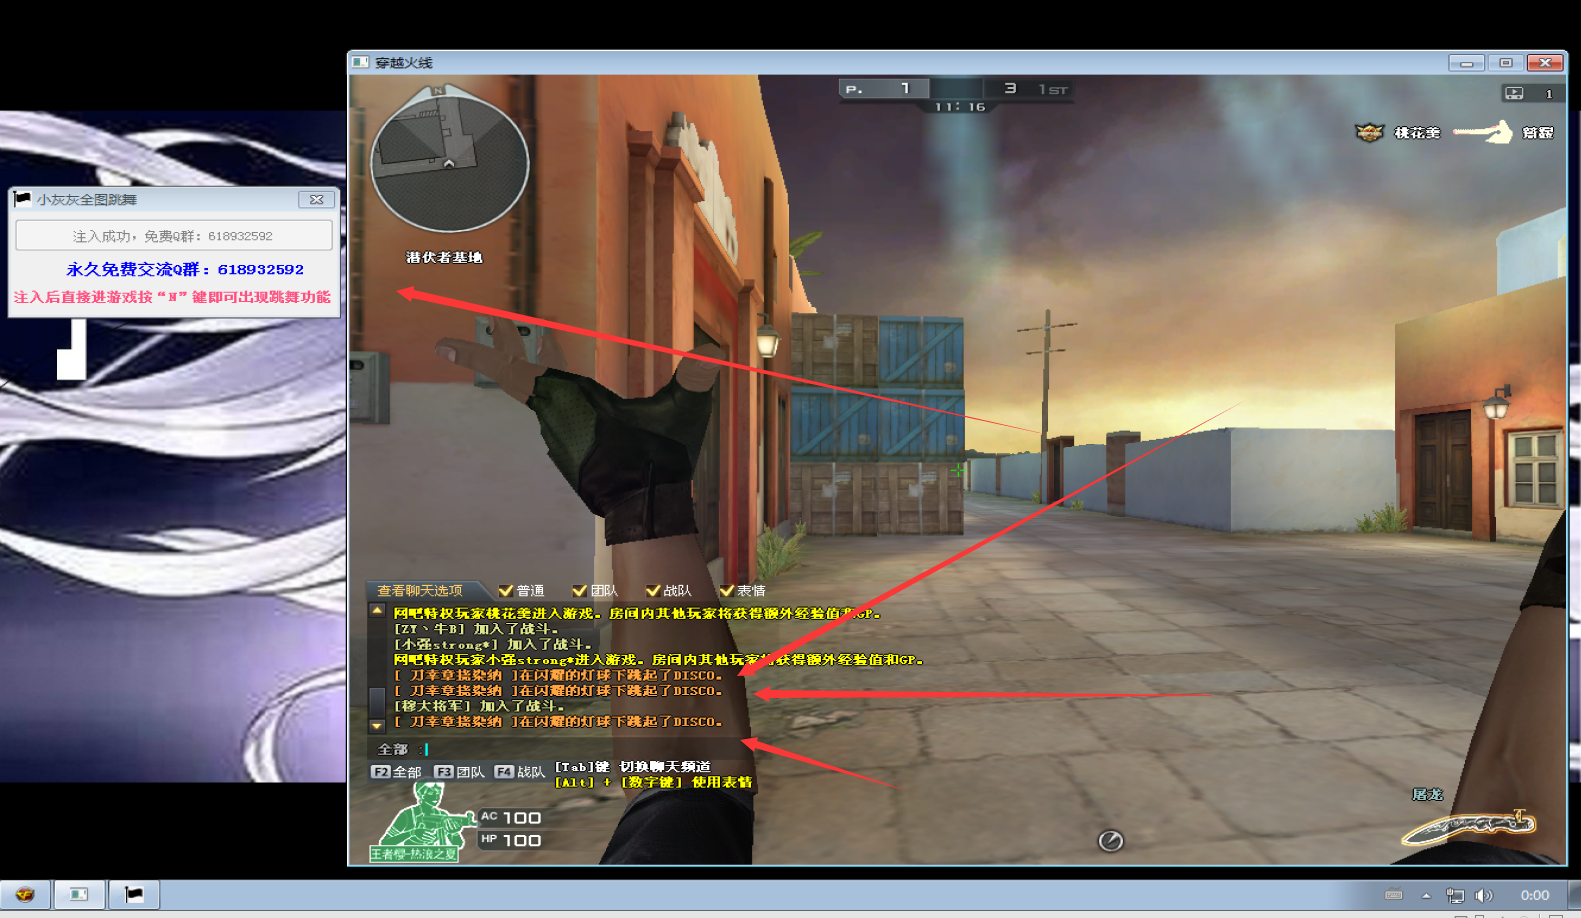 穿越火线
小灰灰全图跳舞
注入成功，免费Q群：618932592
永久免费交流Q群：618932592
注入后直接进游戏按“N”键即可出现跳舞功能
N
P. 1
3 1ST
11:16
1
桃花羙
潜伏者基地
查看聊天选项 普通 团队 战队 表情
网吧特权玩家桃花羙进入游戏。房间内其他玩家将获得额外经验值和GP。
[ZY丶牛B] 加入了战斗。
[小强strong*] 加入了战斗。
网吧特权玩家小强strong*进入游戏。房间内其他玩家将获得额外经验值和GP。
[ 刀幸章挠染纳 ]在闪耀的灯球下跳起了DISCO。
[ 刀幸章挠染纳 ]在闪耀的灯球下跳起了DISCO。
[穆大将军] 加入了战斗。
[ 刀幸章挠染纳 ]在闪耀的灯球下跳起了DISCO。
全部 :
F2 全部 F3 团队 F4 战队 [Tab]键 切换聊天频道
[Alt] + [数字键] 使用表情
AC 100
HP 100
王者樱-热浪之夏
屠龙
0:00